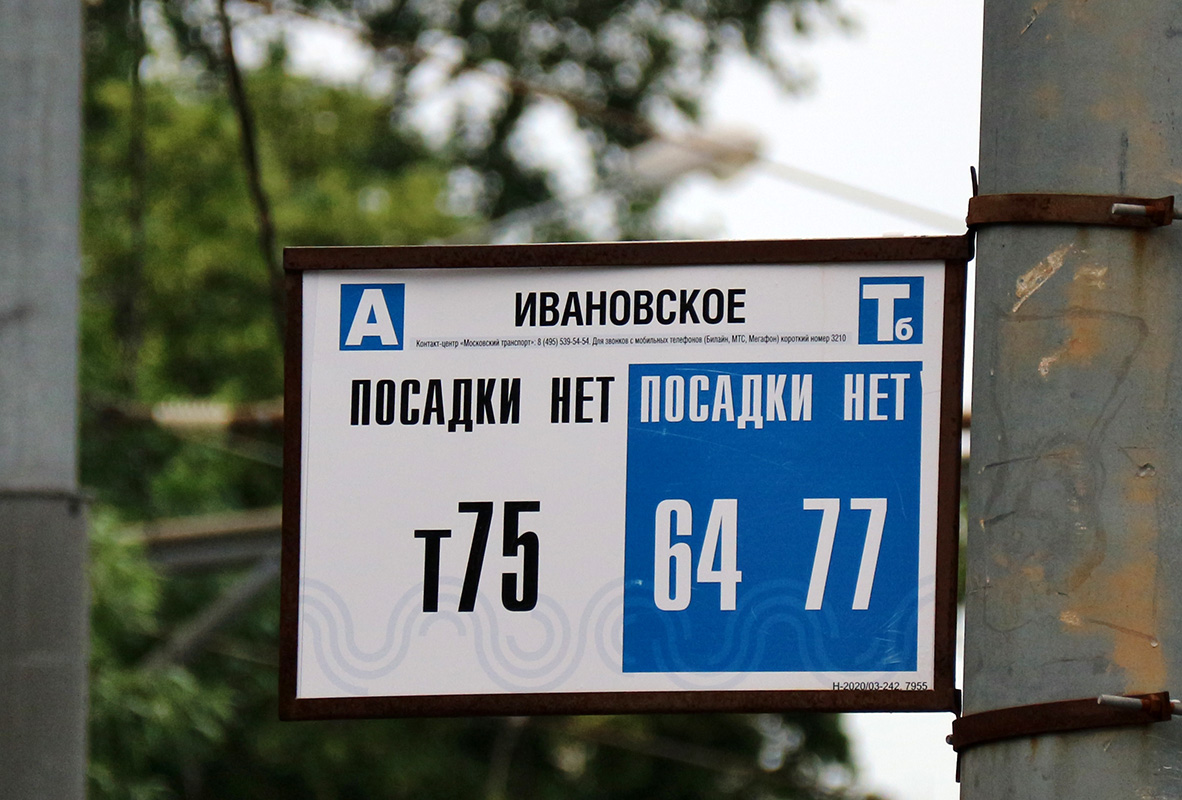 А ИВАНОВСКОЕ Тб
Контакт-центр «Московский транспорт»: 8 (495) 539-54-54. Для звонков с мобильных телефонов (Билайн, МТС, Мегафон) короткий номер 3210
ПОСАДКИ НЕТ ПОСАДКИ НЕТ
т75 64 77
Н-2020/03-242, 7955